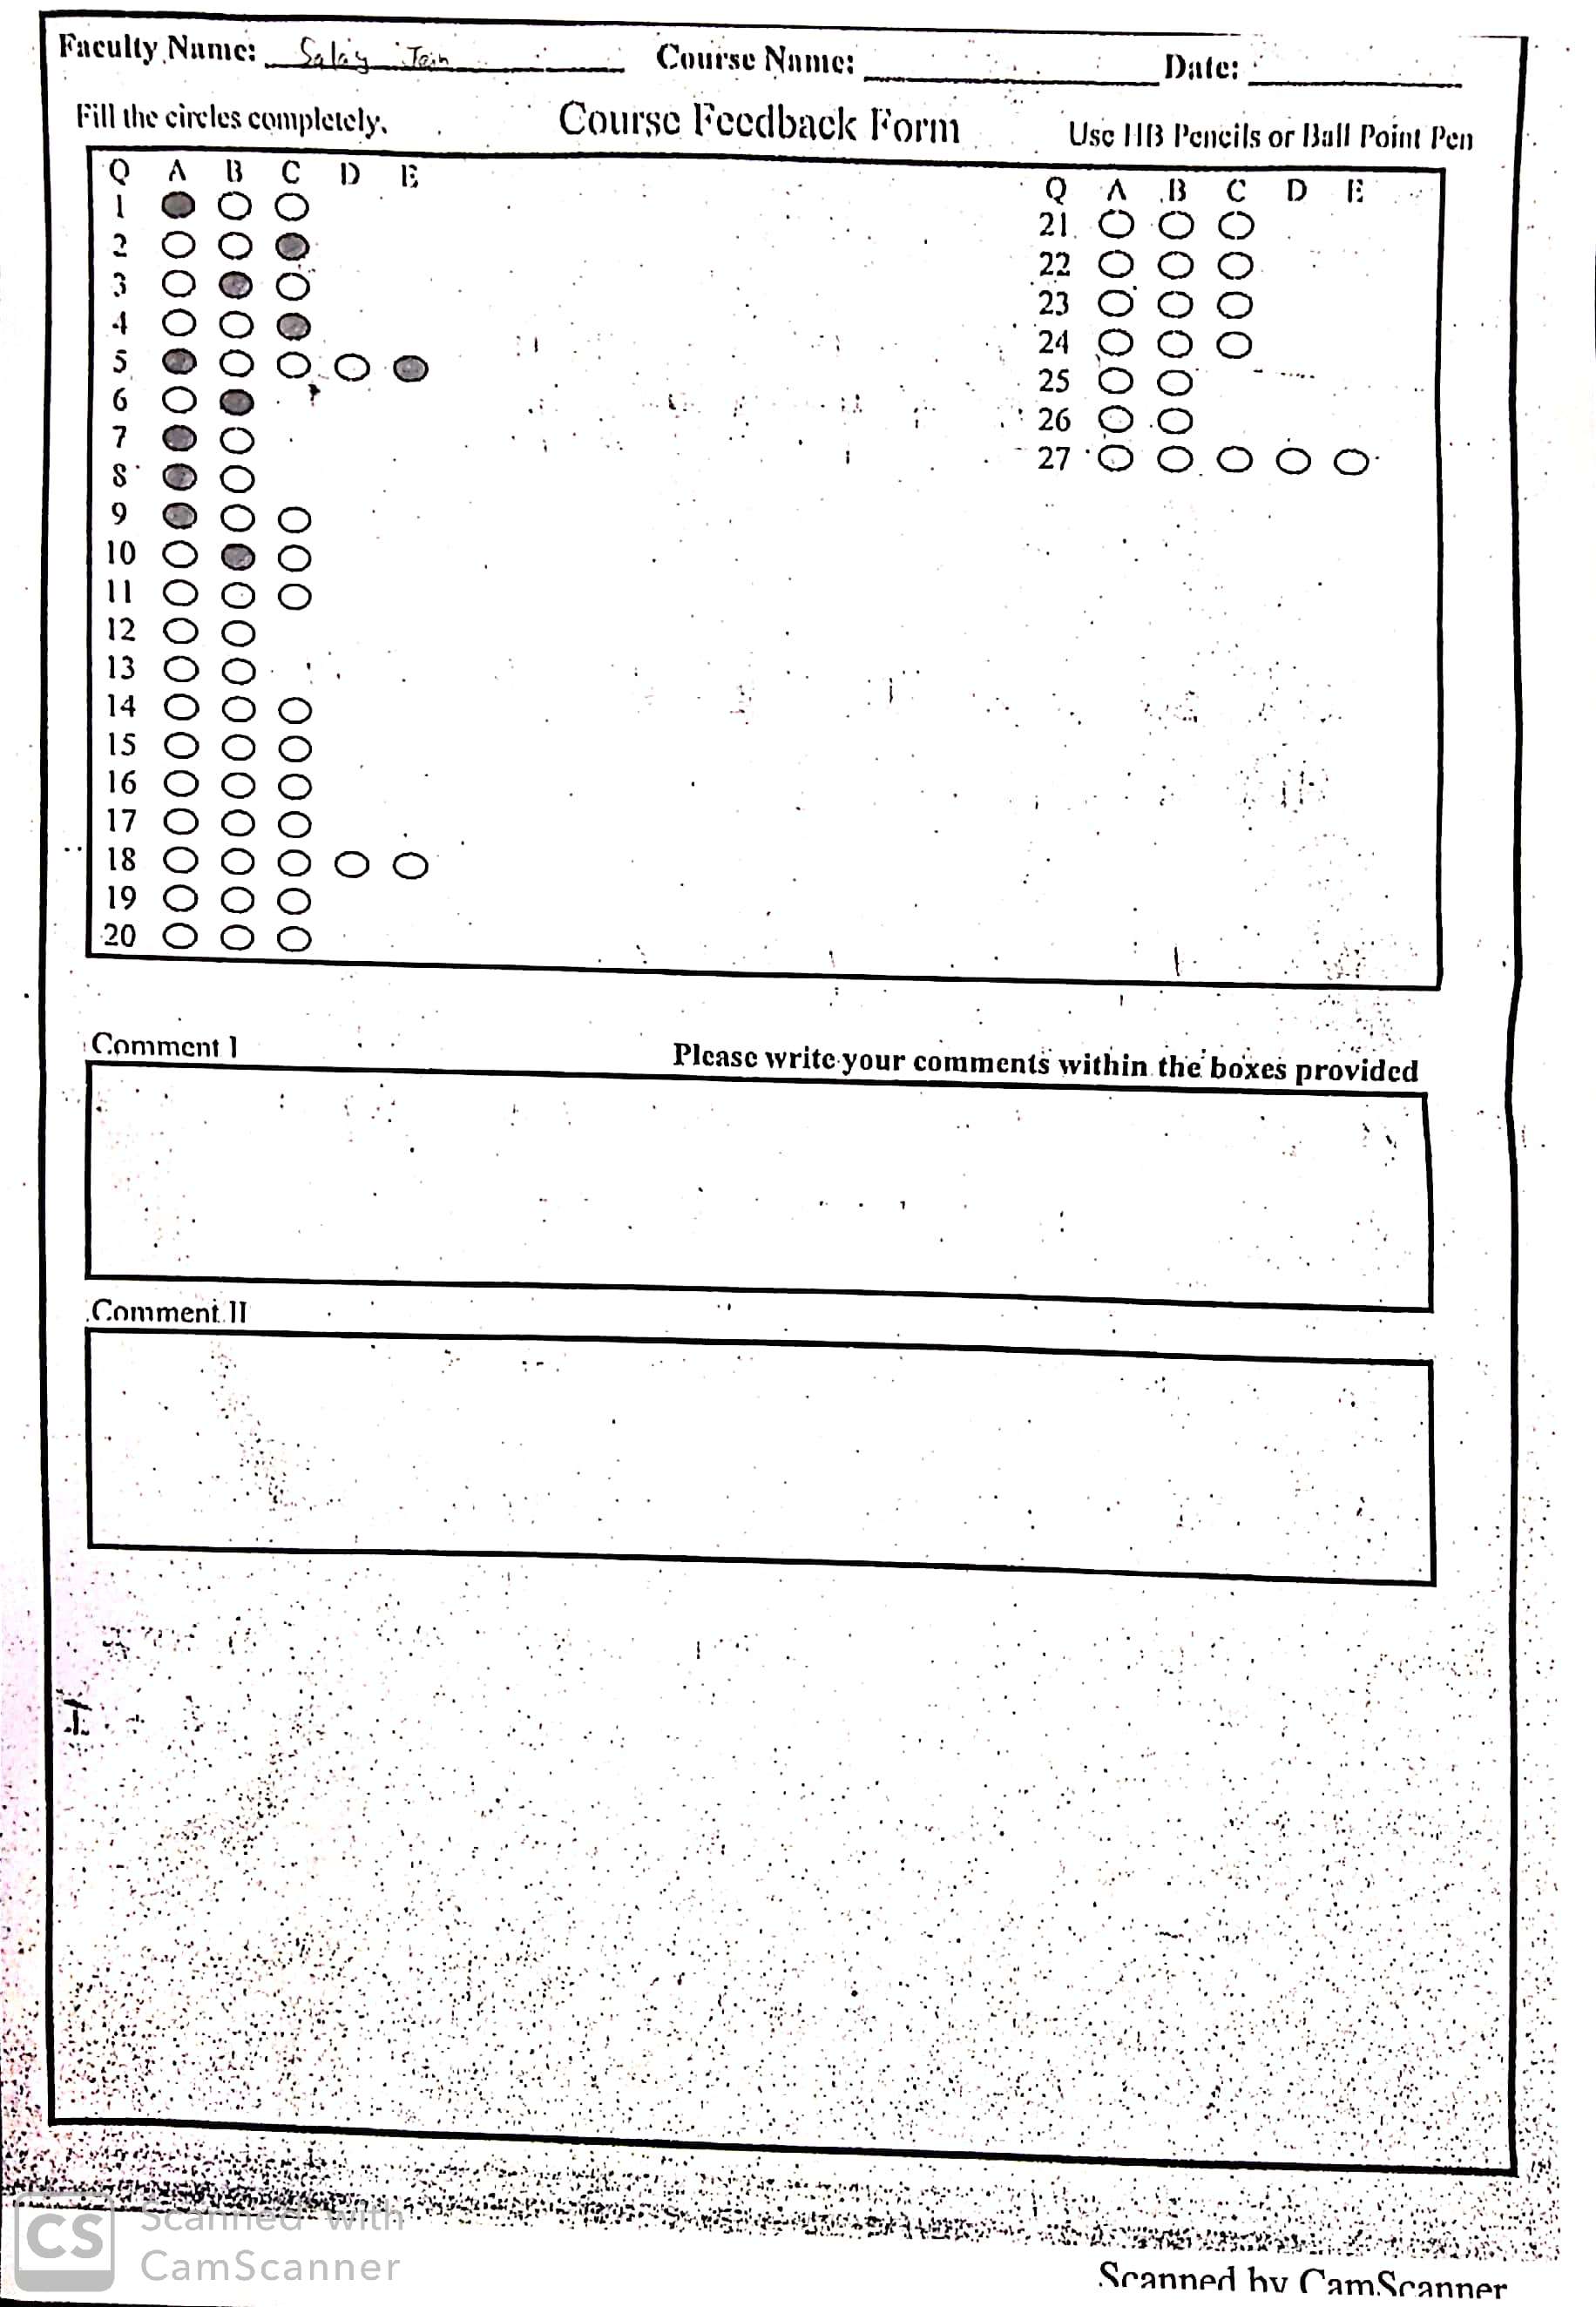 Faculty Name: Salay Jain Course Name: Date:
Fill the circles completely. Course Feedback Form Use HB Pencils or Ball Point Pen
Q A B C D E
1
2
3
4
5
6
7
8
9
10
11
12
13
14
15
16
17
18
19
20
Q A B C D E
21
22
23
24
25
26
27
Comment I
Please write your comments within the boxes provided
Comment II
CS Scanned with
CamScanner
Scanned by CamScanner